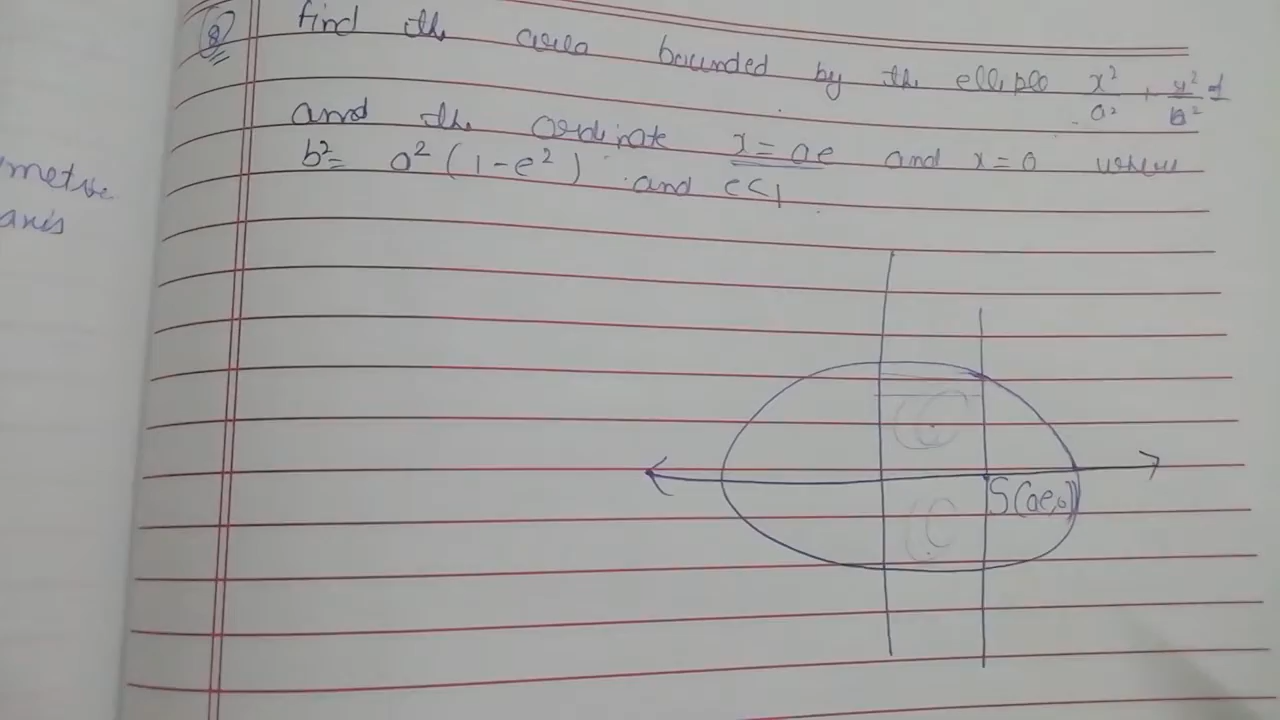 8
find the area bounded by the ellipse x²/a² + y²/b² = 1
and the ordinate x = ae and x = 0 where
b² = a² (1 - e²) and e < 1
metric
axis
S(ae,0)